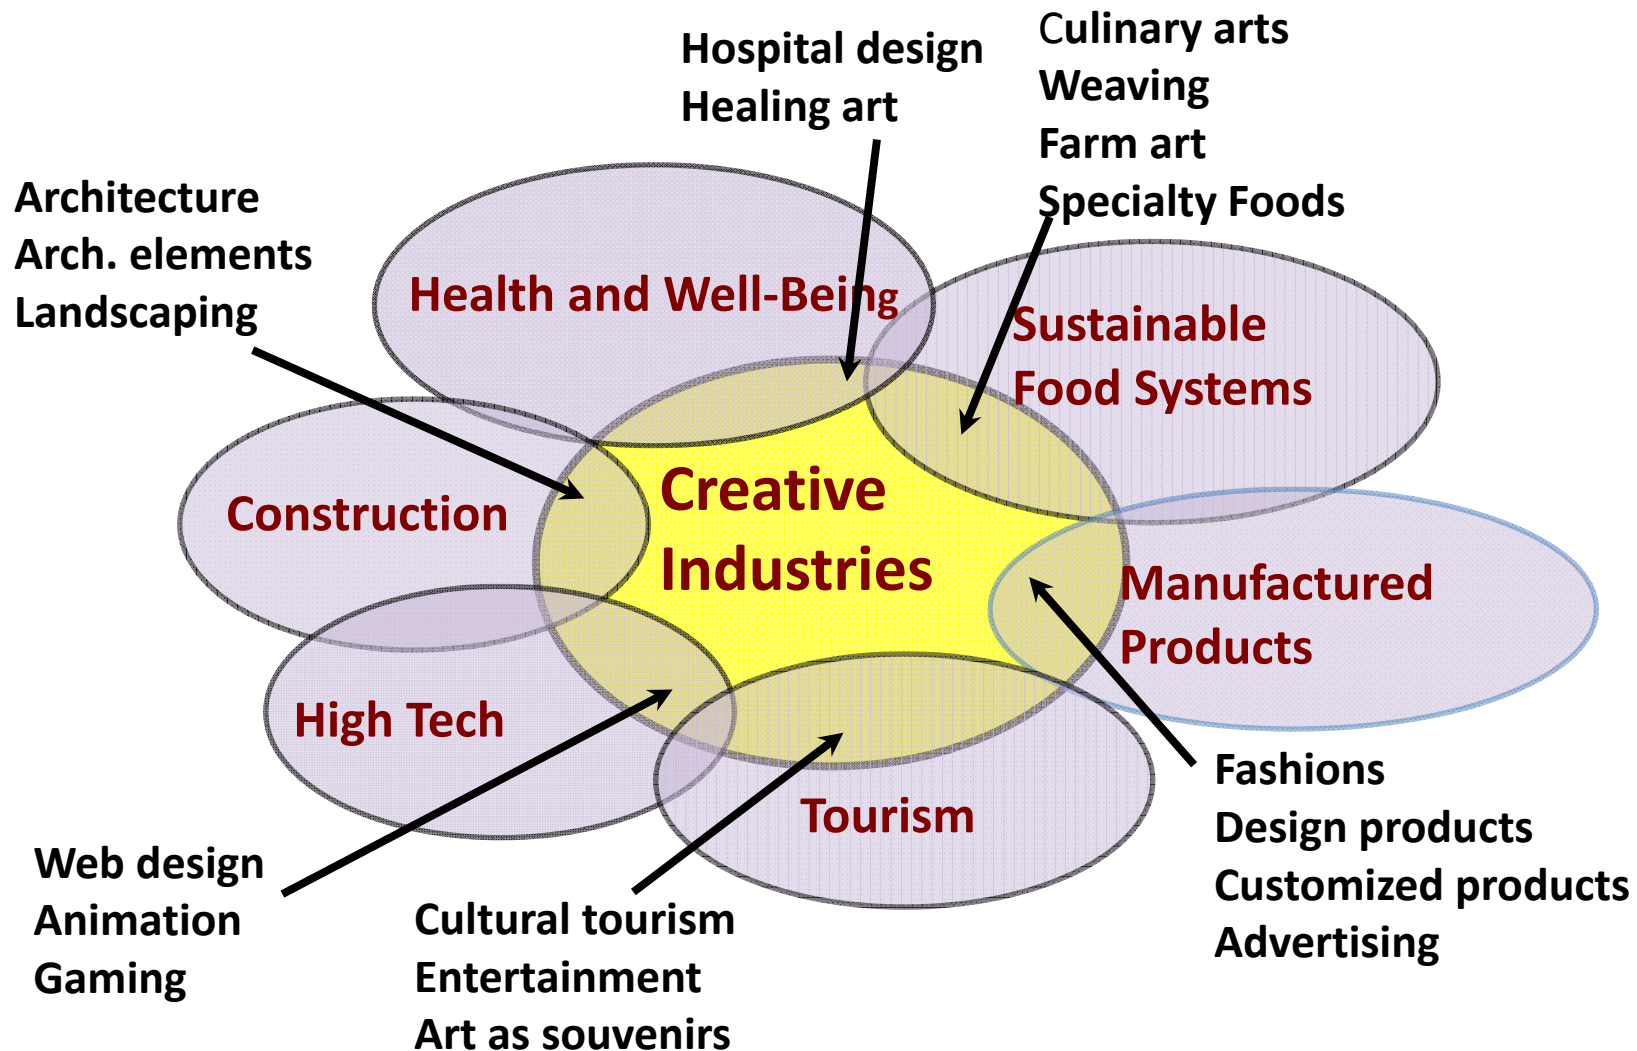 Hospital design
Healing art
Culinary arts
Weaving
Farm art
Specialty Foods
Architecture
Arch. elements
Landscaping
Health and Well-Being
Sustainable
Food Systems
Construction
Creative
Industries
Manufactured
Products
High Tech
Tourism
Fashions
Design products
Customized products
Advertising
Web design
Animation
Gaming
Cultural tourism
Entertainment
Art as souvenirs